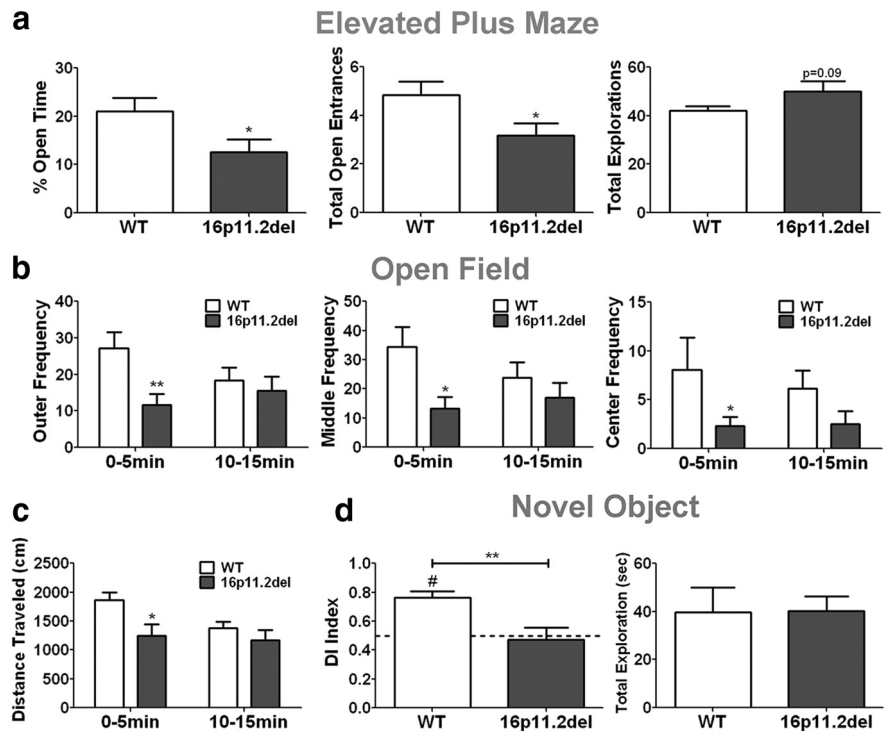 a
Elevated Plus Maze
% Open Time
30
20
10
0
*
WT
16p11.2del
Total Open Entrances
6
4
2
0
*
WT
16p11.2del
Total Explorations
60
40
20
0
p=0.09
WT
16p11.2del
b
Open Field
Outer Frequency
40
30
20
10
0
WT
16p11.2del
**
0-5min
10-15min
Middle Frequency
50
40
30
20
10
0
WT
16p11.2del
*
0-5min
10-15min
Center Frequency
15
10
5
0
WT
16p11.2del
*
0-5min
10-15min
c
Distance Traveled (cm)
2500
2000
1500
1000
500
0
WT
16p11.2del
*
0-5min
10-15min
d
Novel Object
DI Index
1.0
0.8
0.6
0.4
0.2
0.0
#
**
WT
16p11.2del
Total Exploration (sec)
60
40
20
0
WT
16p11.2del